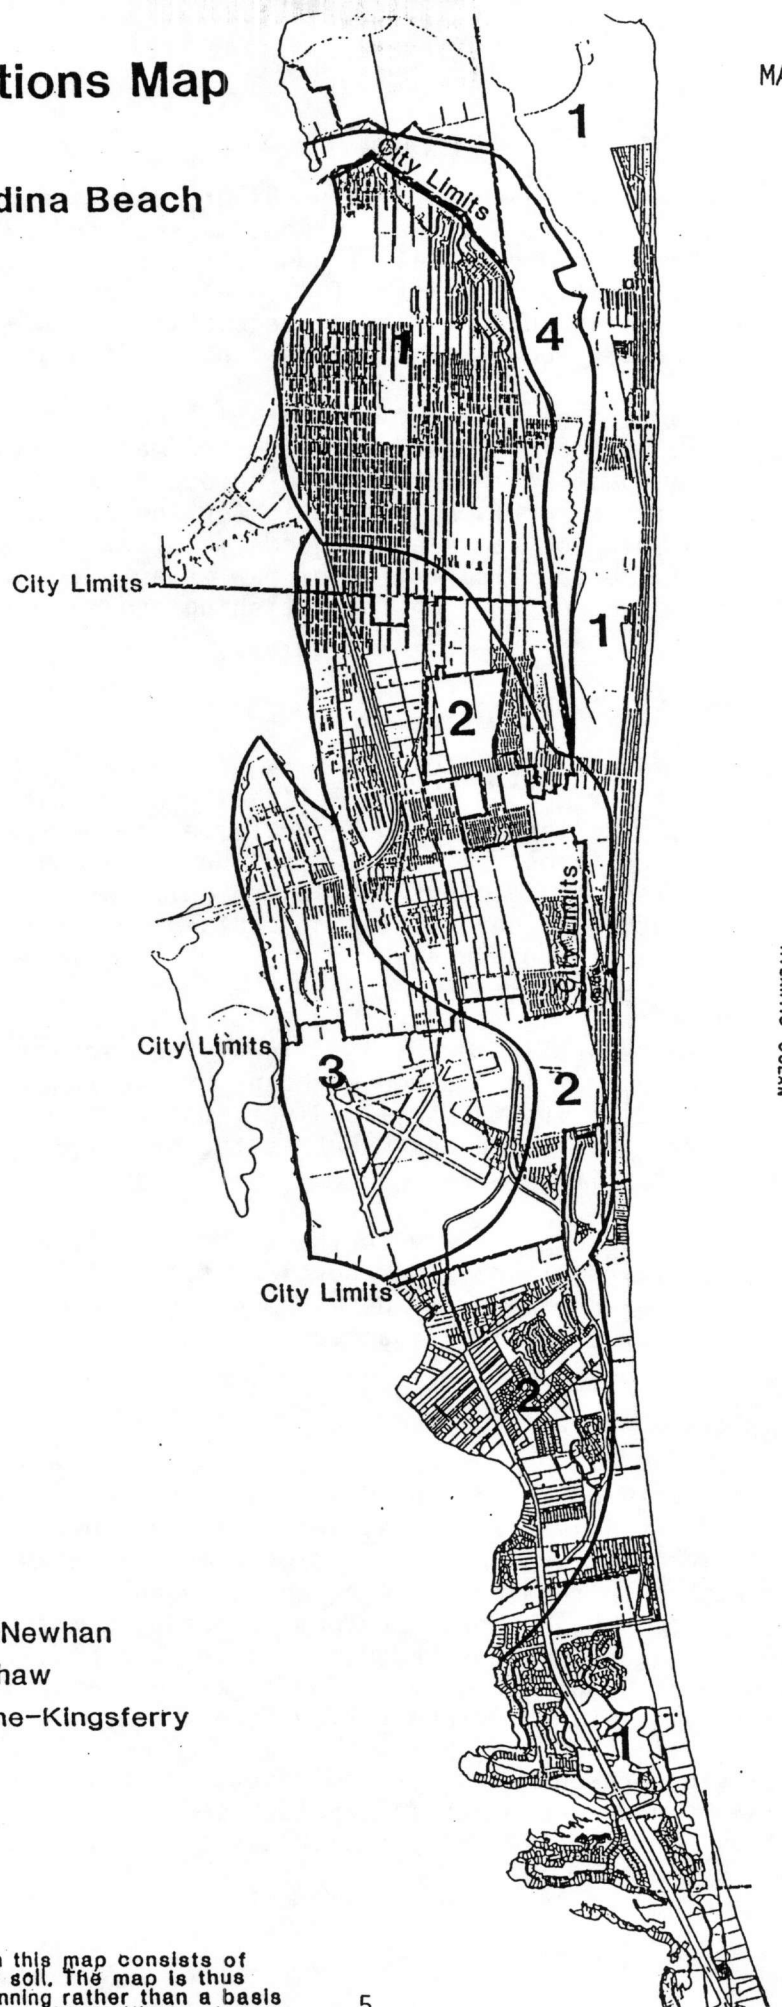 tions Map
MA
dina Beach
1
City Limits
4
1
City Limits
1
2
City Limits
City Limits
3
2
City Limits
2
Newhan
haw
ne-Kingsferry
1
n this map consists of
soil. The map is thus
nning rather than a basis
5